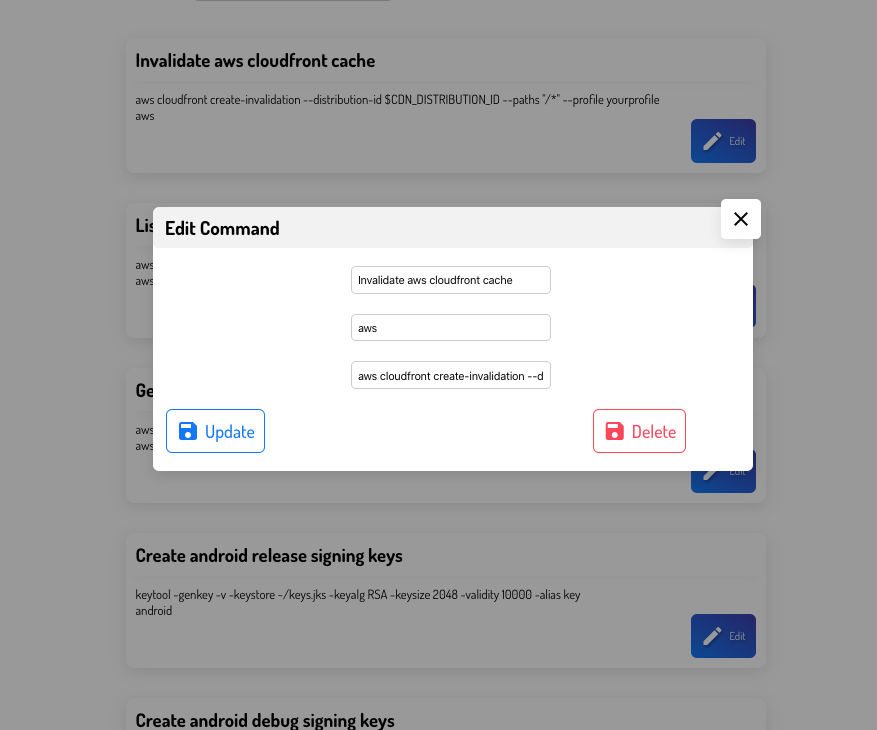 Invalidate aws cloudfront cache
aws cloudfront create-invalidation --distribution-id $CDN_DISTRIBUTION_ID --paths "/*" --profile yourprofile
aws
Edit
Lis
aws
aws
Edit Command
Invalidate aws cloudfront cache
aws
aws cloudfront create-invalidation --d
Update
Delete
Ge
aws
aws
Edit
Create android release signing keys
keytool -genkey -v -keystore ~/keys.jks -keyalg RSA -keysize 2048 -validity 10000 -alias key
android
Edit
Create android debug signing keys